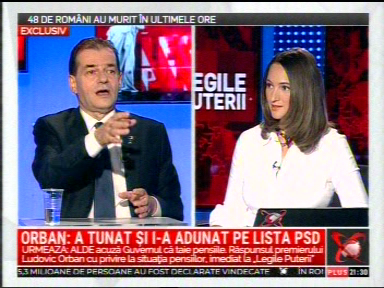 48 DE ROMÂNI AU MURIT ÎN ULTIMELE ORE
EXCLUSIV
LEGILE
PUTERII
ORBAN: A TUNAT ȘI I-A ADUNAT PE LISTA PSD
URMEAZĂ: ALDE acuză Guvernul că taie pensiile. Răspunsul premierului
Ludovic Orban cu privire la situația pensiilor, imediat la „Legile Puterii”
5,3 MILIOANE DE PERSOANE AU FOST DECLARATE VINDECATE
PLUS 21:30